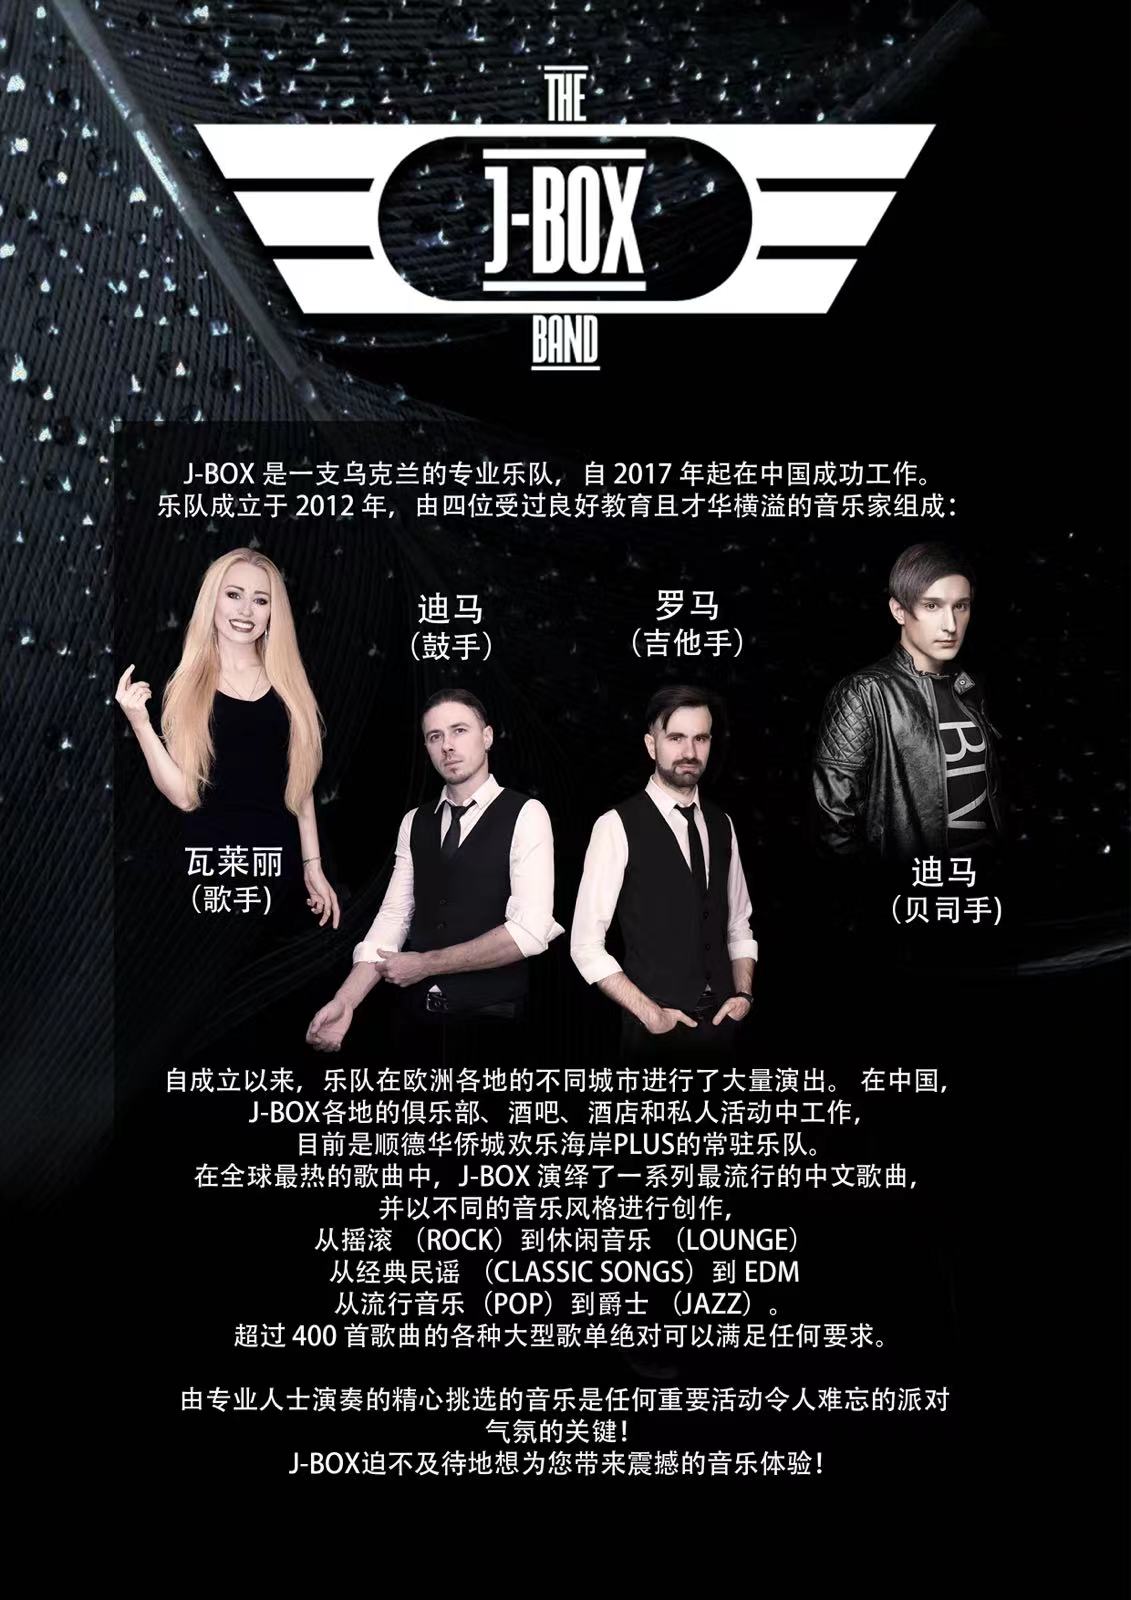 THE
J-BOX
BAND
J-BOX 是一支乌克兰的专业乐队，自 2017 年起在中国成功工作。
乐队成立于 2012 年，由四位受过良好教育且才华横溢的音乐家组成：
迪马
（鼓手）
罗马
（吉他手）
瓦莱丽
（歌手）
迪马
（贝司手）
BLV
自成立以来，乐队在欧洲各地的不同城市进行了大量演出。 在中国，
J-BOX各地的俱乐部、酒吧、酒店和私人活动中工作，
目前是顺德华侨城欢乐海岸PLUS的常驻乐队。
在全球最热的歌曲中，J-BOX 演绎了一系列最流行的中文歌曲，
并以不同的音乐风格进行创作，
从摇滚 （ROCK）到休闲音乐 （LOUNGE）
从经典民谣 （CLASSIC SONGS）到 EDM
从流行音乐（POP）到爵士 （JAZZ）。
超过 400 首歌曲的各种大型歌单绝对可以满足任何要求。
由专业人士演奏的精心挑选的音乐是任何重要活动令人难忘的派对
气氛的关键！
J-BOX迫不及待地想为您带来震撼的音乐体验！